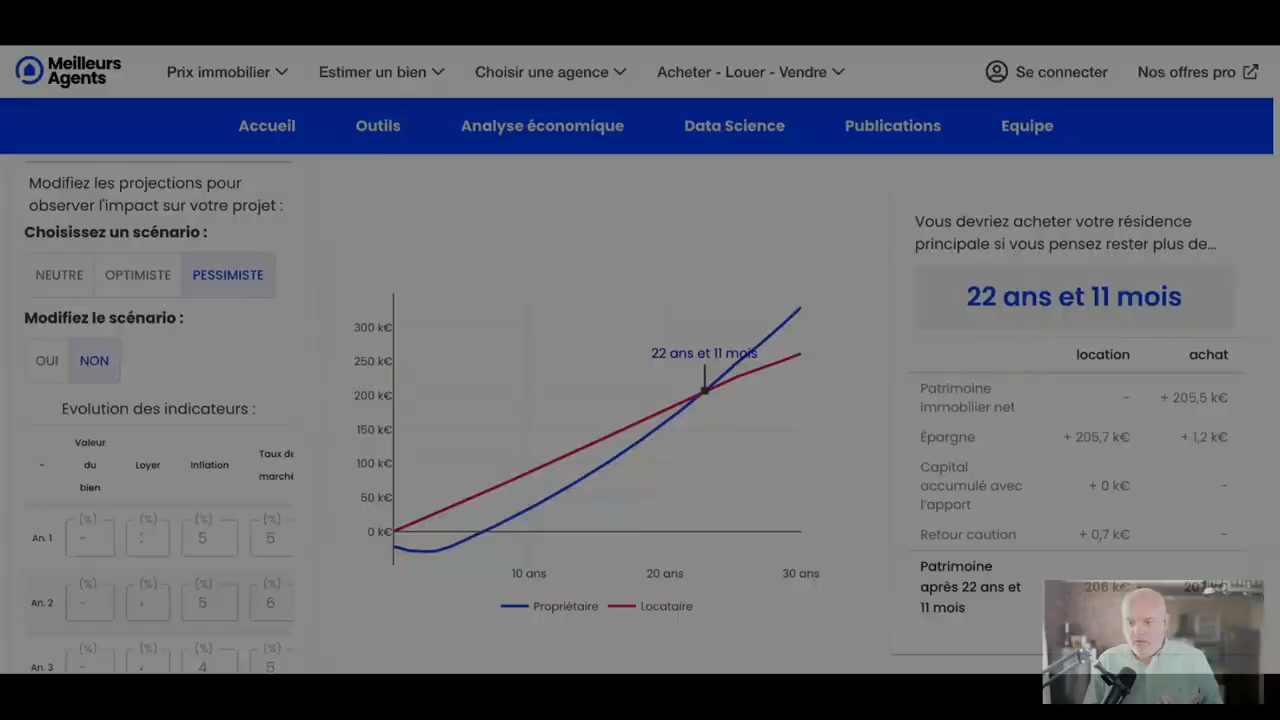 Meilleurs
Agents
Prix immobilier
Estimer un bien
Choisir une agence
Acheter - Louer - Vendre
Se connecter
Nos offres pro
Accueil
Outils
Analyse économique
Data Science
Publications
Equipe
Modifiez les projections pour
observer l'impact sur votre projet :
Choisissez un scénario :
NEUTRE
OPTIMISTE
PESSIMISTE
Modifiez le scénario :
OUI
NON
Evolution des indicateurs :
-
Valeur
du
bien
Loyer
Inflation
Taux de
marché
An. 1
(%)
-
(%)
(%)
5
(%)
5
An. 2
(%)
-
(%)
(%)
5
(%)
6
An. 3
(%)
-
(%)
(%)
4
(%)
5
300 k€
250 k€
200 k€
150 k€
100 k€
50 k€
0 k€
22 ans et 11 mois
10 ans
20 ans
30 ans
Propriétaire
Locataire
Vous devriez acheter votre résidence
principale si vous pensez rester plus de...
22 ans et 11 mois
location
achat
Patrimoine
immobilier net
-
+ 205,5 k€
Épargne
+ 205,7 k€
+ 1,2 k€
Capital
accumulé avec
l'apport
+ 0 k€
-
Retour caution
+ 0,7 k€
-
Patrimoine
après 22 ans et
11 mois
206 k€